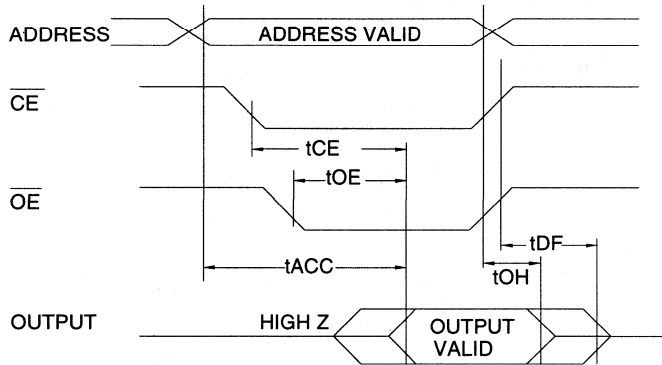 ADDRESS
ADDRESS VALID
CE
tCE
tOE
OE
tDF
tACC
tOH
OUTPUT
HIGH Z
OUTPUT
VALID